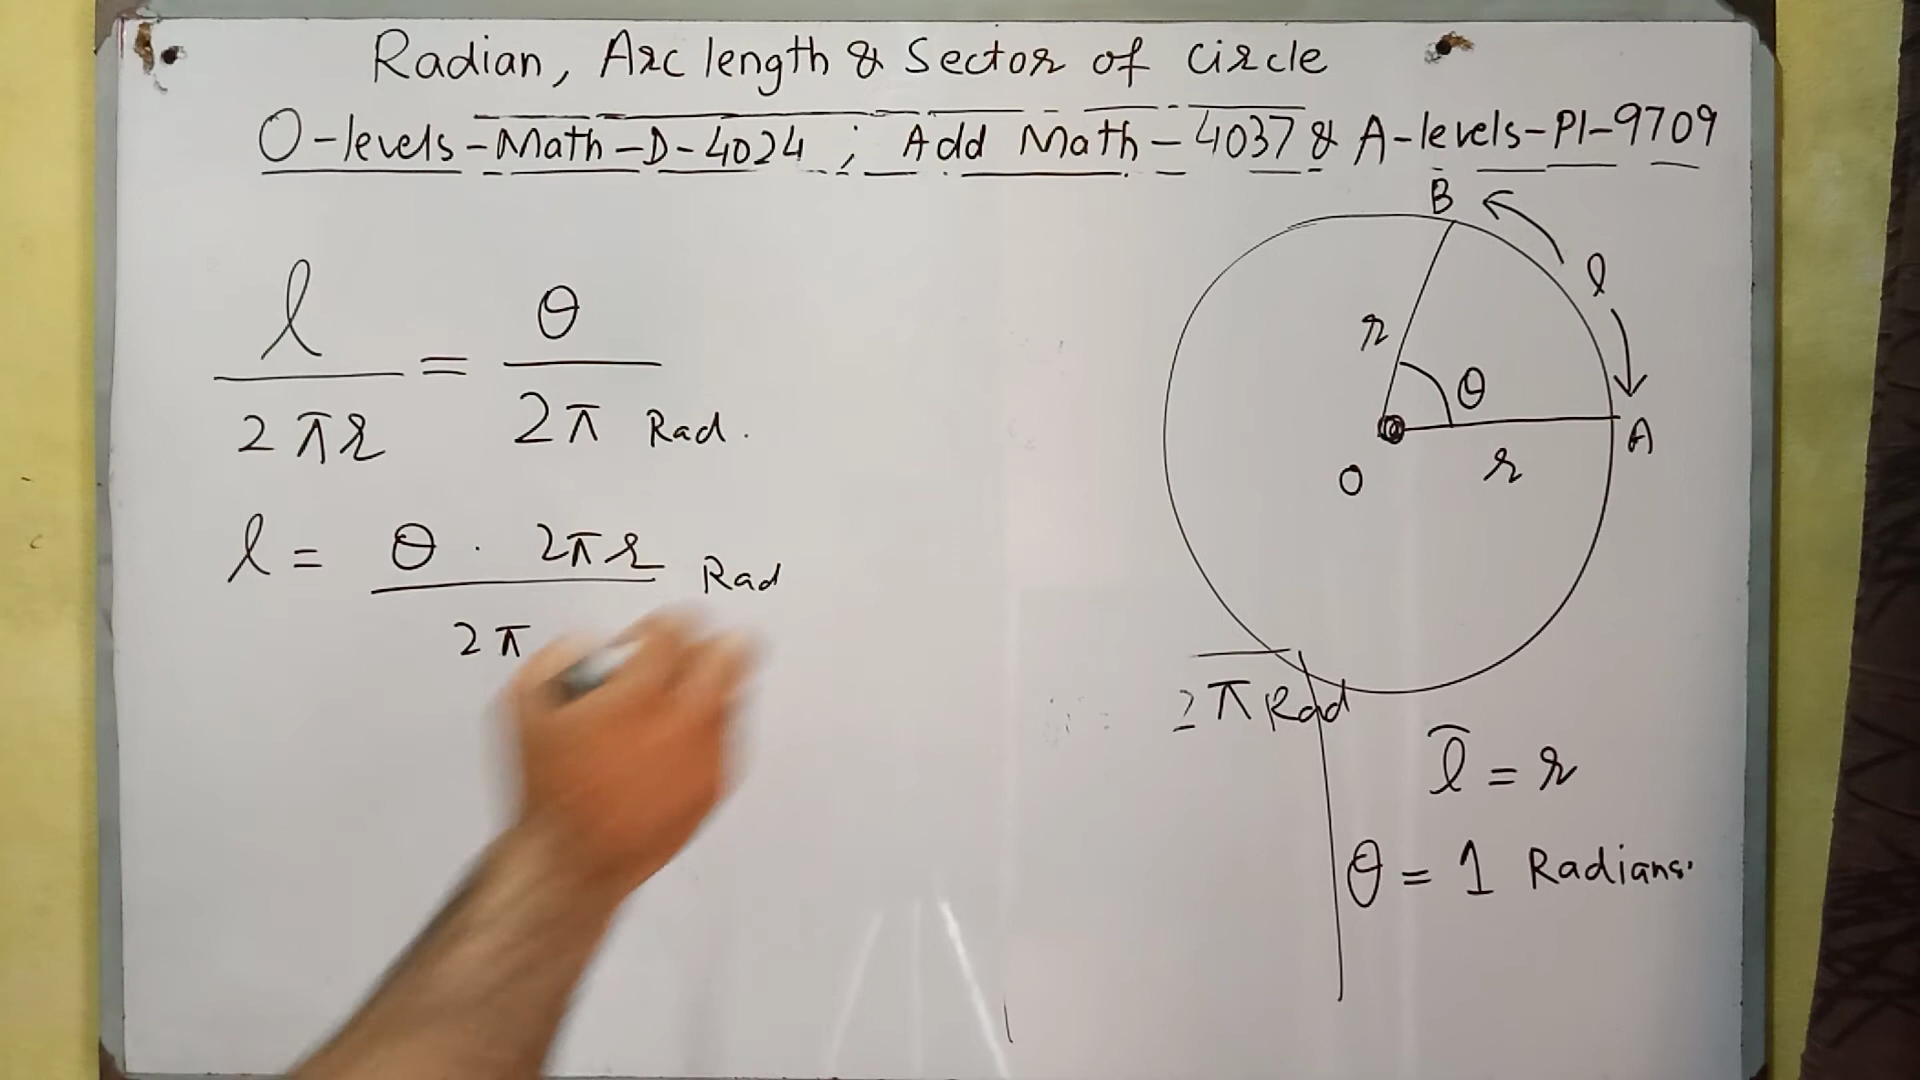 Radian, Arc length & Sector of circle
O-levels-Math-D-4024 ; Add Math-4037 & A-levels-P1-9709
l / 2πr = θ / 2π Rad.
l = θ · 2πr / 2π Rad
B
l
r
θ
A
r
O
2π Rad
l = r
θ = 1 Radians.